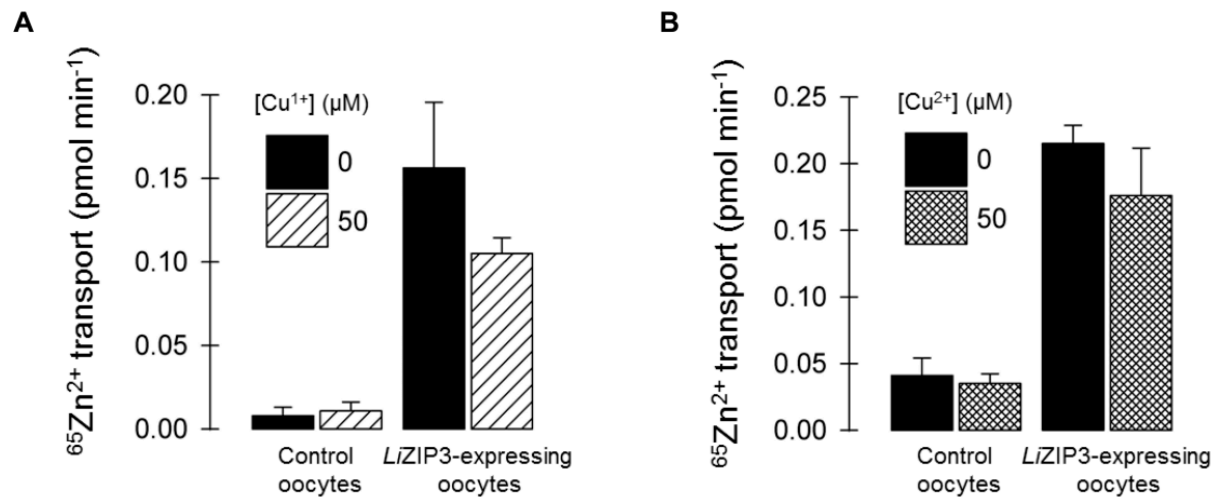 A
⁶⁵Zn²⁺ transport (pmol min⁻¹)
0.20
0.15
0.10
0.05
0.00
[Cu¹⁺] (µM)
0
50
Control
oocytes
LiZIP3-expressing
oocytes
B
⁶⁵Zn²⁺ transport (pmol min⁻¹)
0.25
0.20
0.15
0.10
0.05
0.00
[Cu²⁺] (µM)
0
50
Control
oocytes
LiZIP3-expressing
oocytes